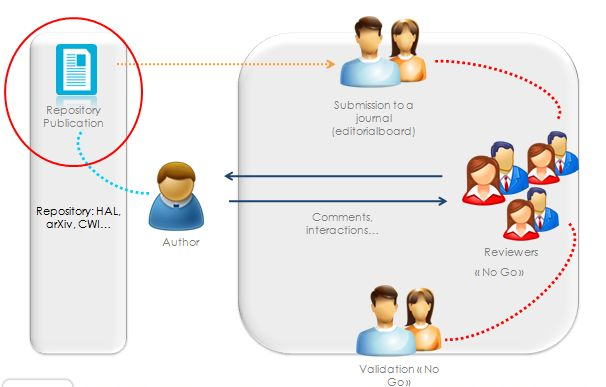 Repository
Publication
Repository: HAL,
arXiv, CWI...
Author
Submission to a
journal
(editorialboard)
Comments,
interactions...
Reviewers
«No Go»
Validation «No
Go»